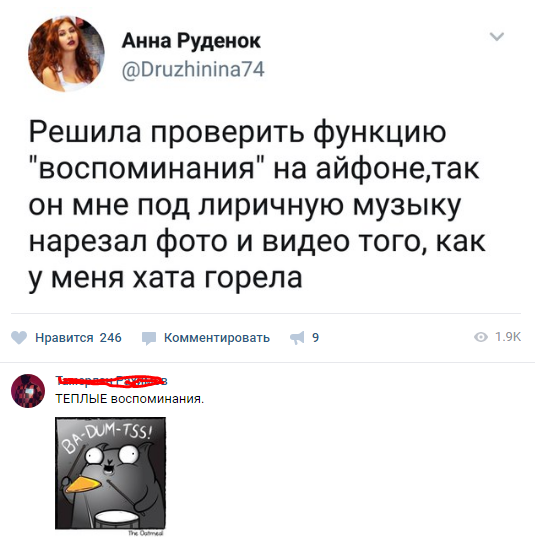 Анна Руденок
@Druzhinina74
Решила проверить функцию
"воспоминания" на айфоне,так
он мне под лиричную музыку
нарезал фото и видео того, как
у меня хата горела
Нравится 246 Комментировать 9 1.9K
ТЕПЛЫЕ воспоминания.
BA-DUM-TSS!
The Oatmeal